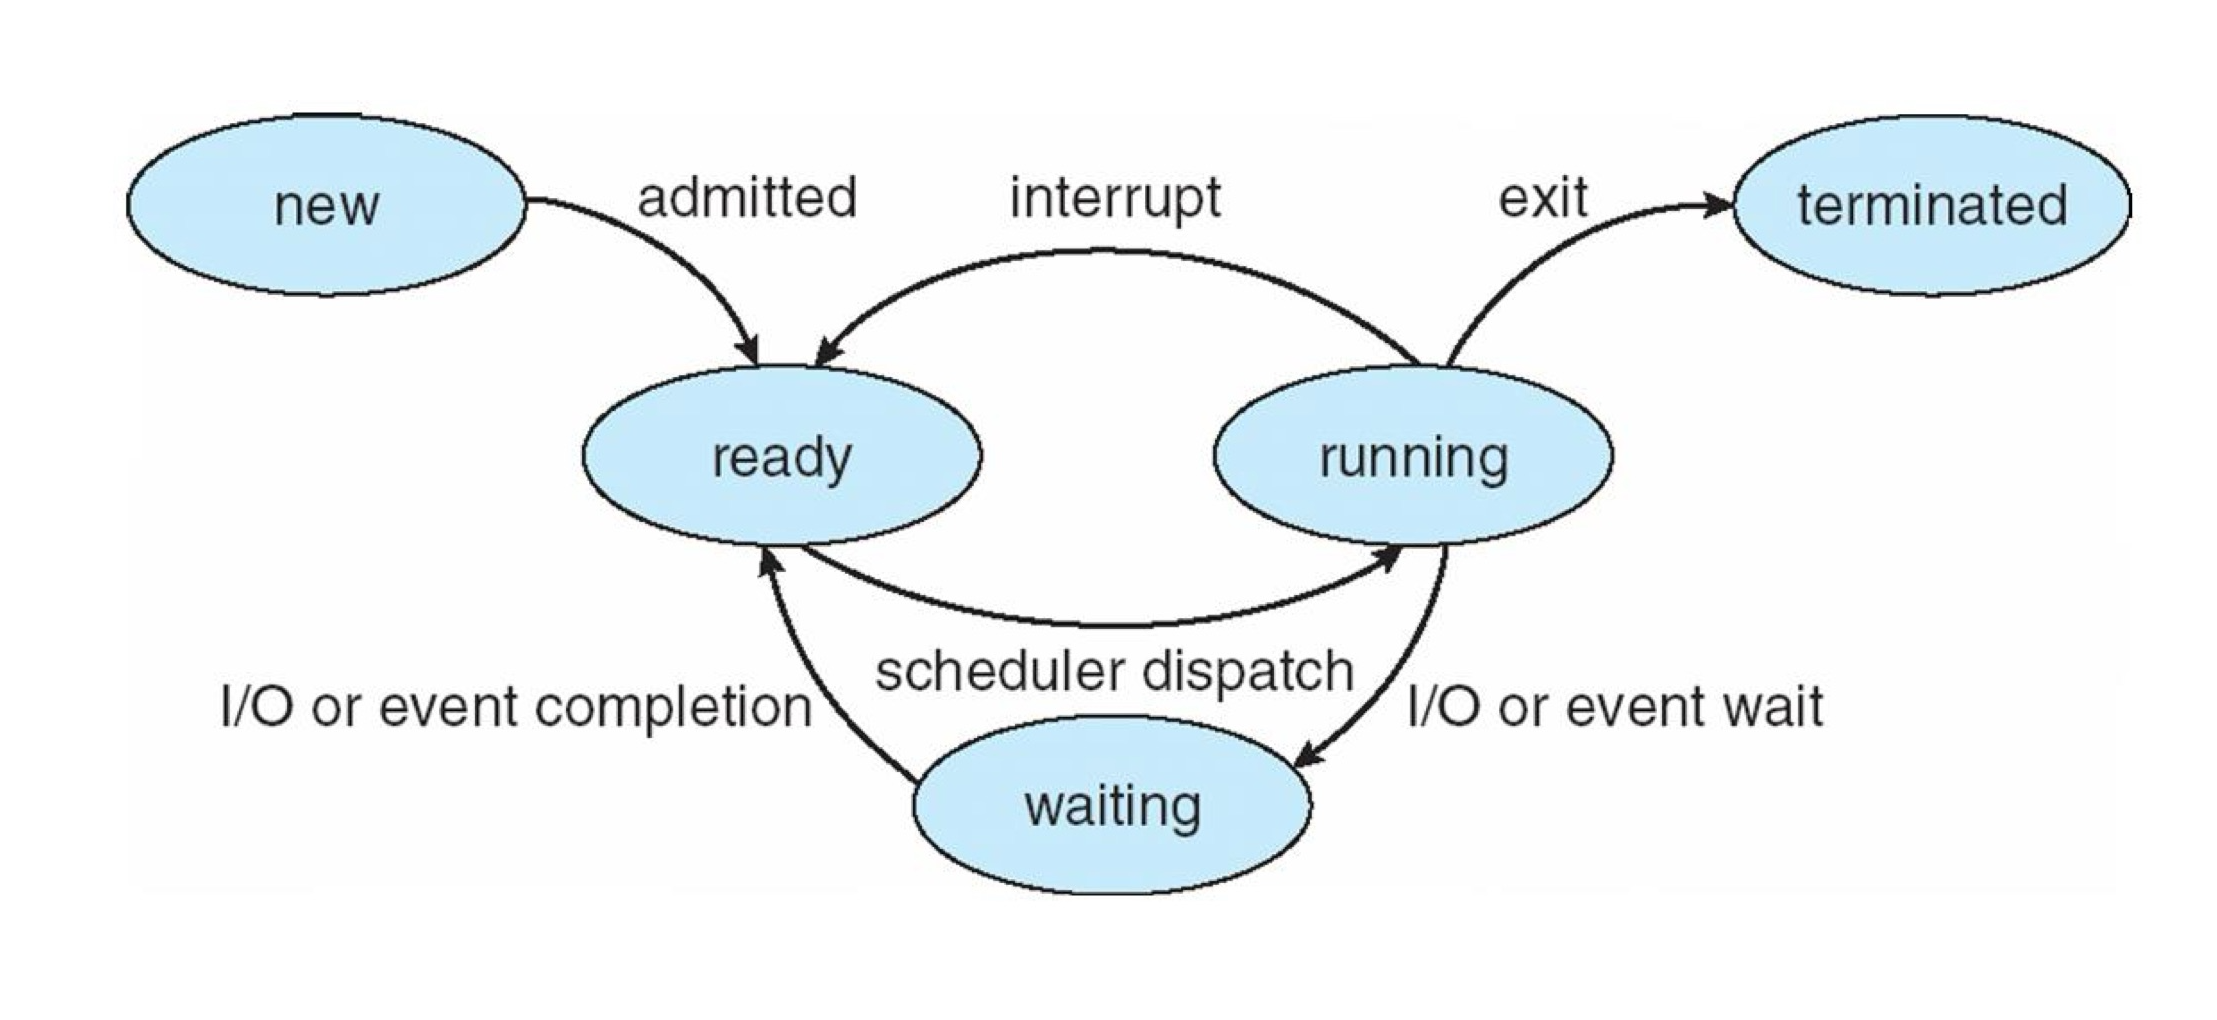 new
admitted
interrupt
exit
terminated
ready
running
scheduler dispatch
I/O or event completion
I/O or event wait
waiting